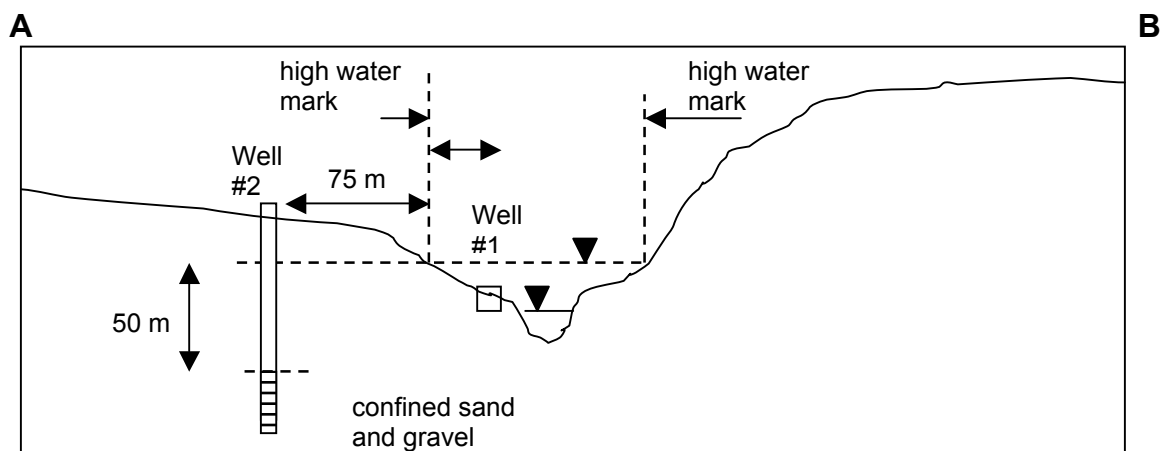 A
B
high water
mark
high water
mark
Well
#2
75 m
Well
#1
50 m
confined sand
and gravel